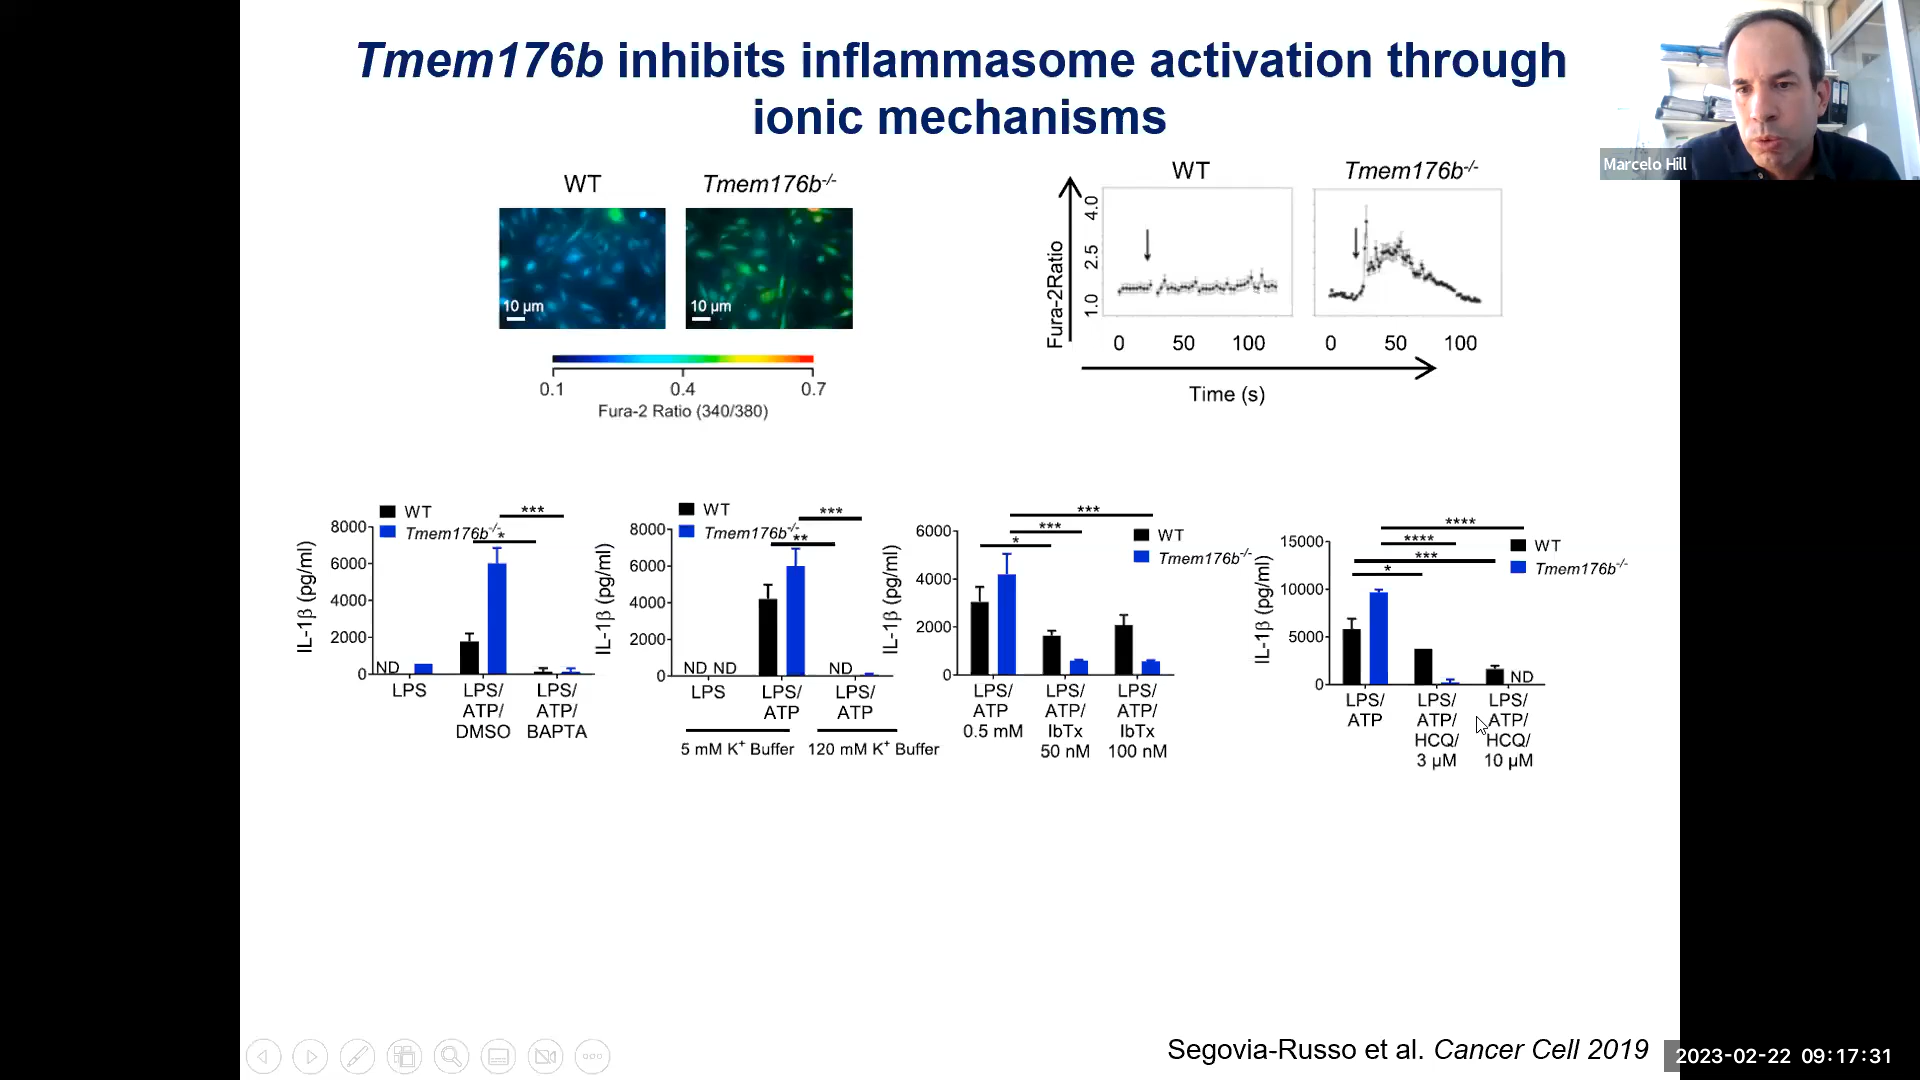 Tmem176b inhibits inflammasome activation through
ionic mechanisms
Marcelo Hill
WT
Tmem176b-/-
10 µm
10 µm
0.1
0.4
0.7
Fura-2 Ratio (340/380)
WT
Tmem176b-/-
Fura-2Ratio
4.0
2.5
1.0
0 50 100
0 50 100
Time (s)
WT
Tmem176b-/-
***
*
IL-1β (pg/ml)
8000
6000
4000
2000
0
ND
LPS
LPS/
ATP/
DMSO
LPS/
ATP/
BAPTA
WT
Tmem176b-/-
***
**
IL-1β (pg/ml)
8000
6000
4000
2000
0
ND ND
ND
LPS
LPS/
ATP
LPS/
ATP
5 mM K+ Buffer
120 mM K+ Buffer
***
***
*
WT
Tmem176b-/-
IL-1β (pg/ml)
6000
4000
2000
0
LPS/
ATP
0.5 mM
LPS/
ATP/
IbTx
50 nM
LPS/
ATP/
IbTx
100 nM
****
****
***
*
WT
Tmem176b-/-
IL-1β (pg/ml)
15000
10000
5000
0
ND
LPS/
ATP
LPS/
ATP/
HCQ/
3 µM
LPS/
ATP/
HCQ/
10 µM
Segovia-Russo et al. Cancer Cell 2019
2023-02-22 09:17:31